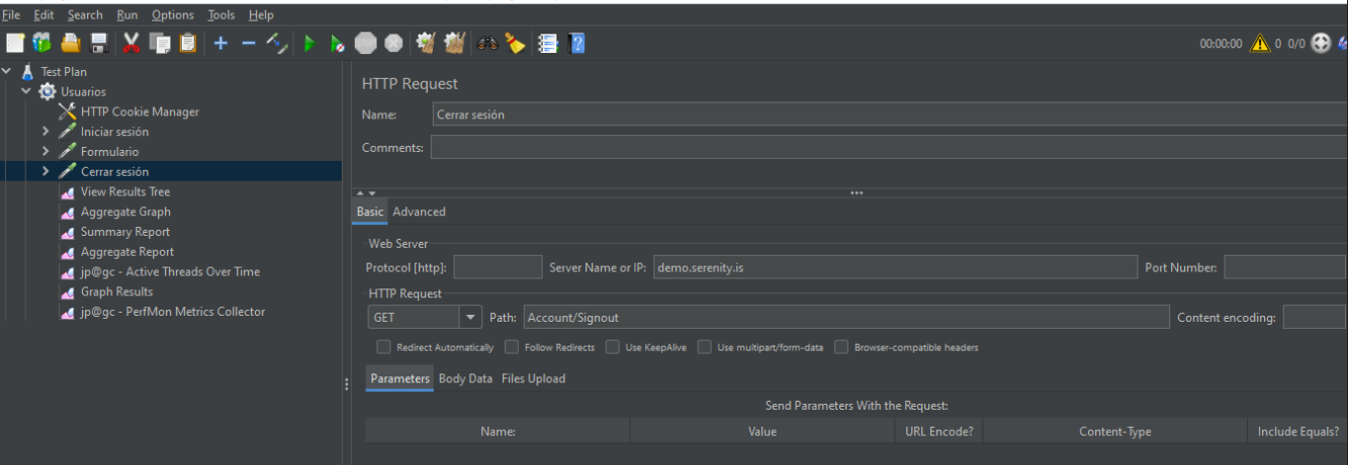 File Edit Search Run Options Tools Help
00:00:00 0 0/0
Test Plan
Usuarios
HTTP Cookie Manager
Iniciar sesión
Formulario
Cerrar sesión
View Results Tree
Aggregate Graph
Summary Report
Aggregate Report
jp@gc - Active Threads Over Time
Graph Results
jp@gc - PerfMon Metrics Collector
HTTP Request
Name: Cerrar sesión
Comments:
Basic Advanced
Web Server
Protocol [http]: Server Name or IP: demo.serenity.is Port Number:
HTTP Request
GET Path: Account/Signout Content encoding:
Redirect Automatically Follow Redirects Use KeepAlive Use multipart/form-data Browser-compatible headers
Parameters Body Data Files Upload
Send Parameters With the Request:
Name: Value URL Encode? Content-Type Include Equals?